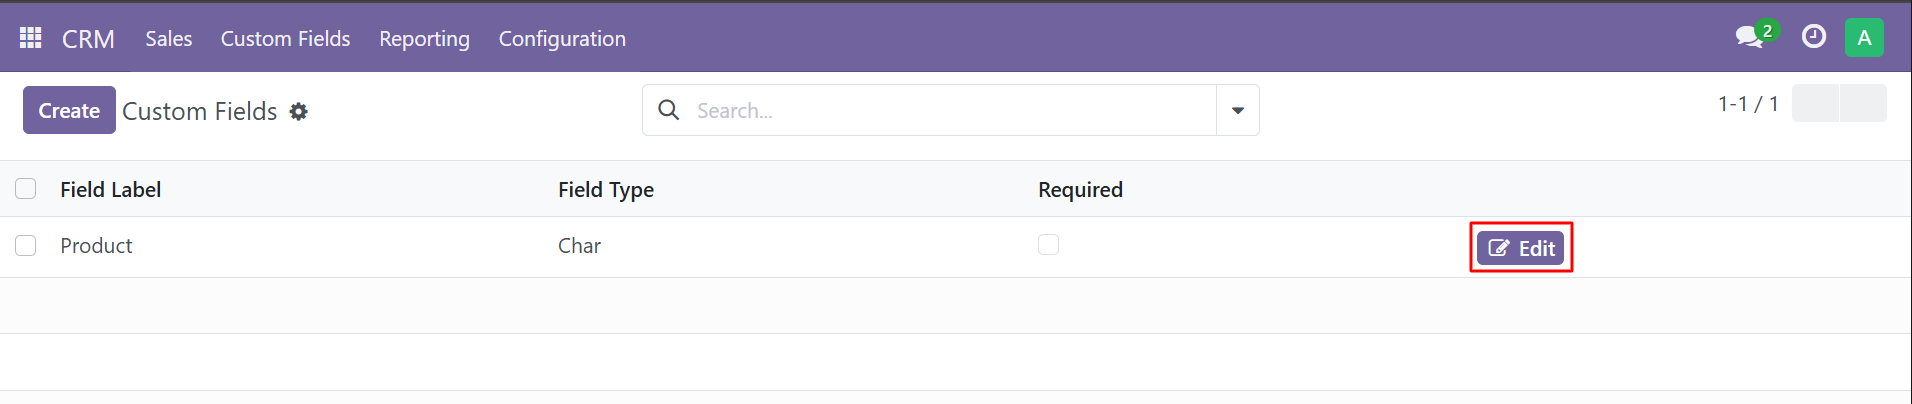 CRM Sales Custom Fields Reporting Configuration 2 A
Create Custom Fields Search... 1-1 / 1
Field Label Field Type Required
Product Char Edit